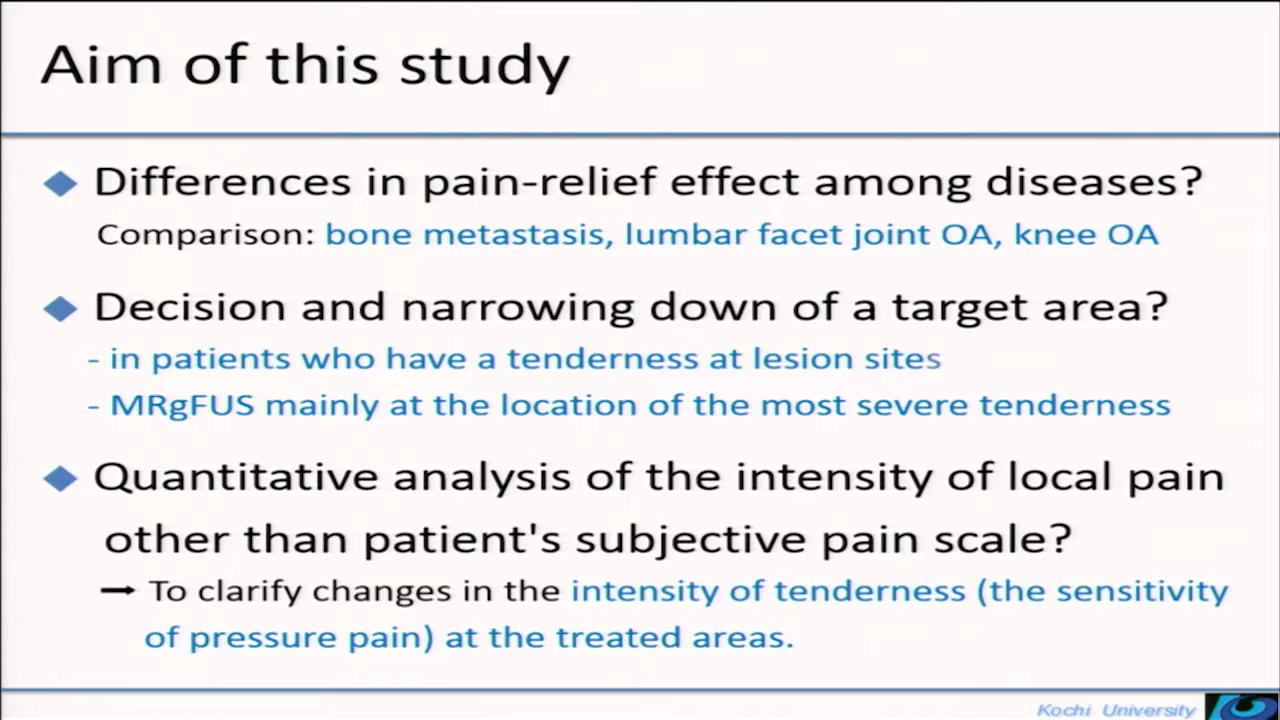 Aim of this study
Differences in pain-relief effect among diseases?
Comparison: bone metastasis, lumbar facet joint OA, knee OA
Decision and narrowing down of a target area?
- in patients who have a tenderness at lesion sites
- MRgFUS mainly at the location of the most severe tenderness
Quantitative analysis of the intensity of local pain
other than patient's subjective pain scale?
➞ To clarify changes in the intensity of tenderness (the sensitivity
of pressure pain) at the treated areas.
Kochi University